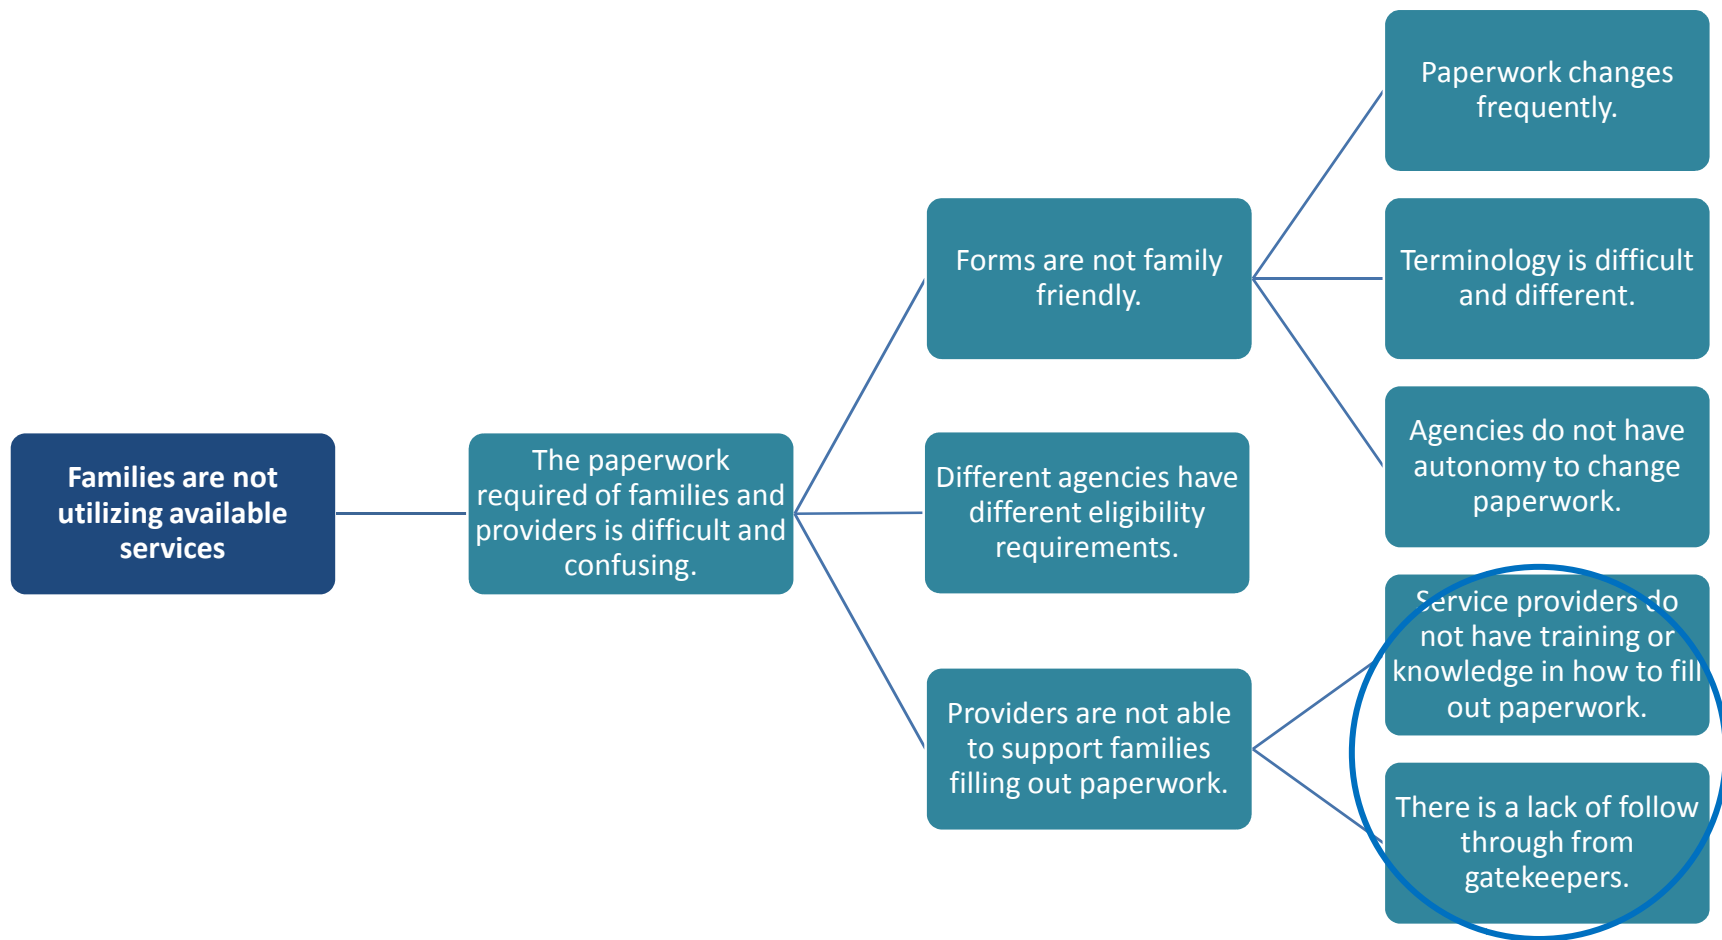 Families are not
utilizing available
services
The paperwork
required of families and
providers is difficult and
confusing.
Forms are not family
friendly.
Different agencies have
different eligibility
requirements.
Providers are not able
to support families
filling out paperwork.
Paperwork changes
frequently.
Terminology is difficult
and different.
Agencies do not have
autonomy to change
paperwork.
Service providers do
not have training or
knowledge in how to fill
out paperwork.
There is a lack of follow
through from
gatekeepers.